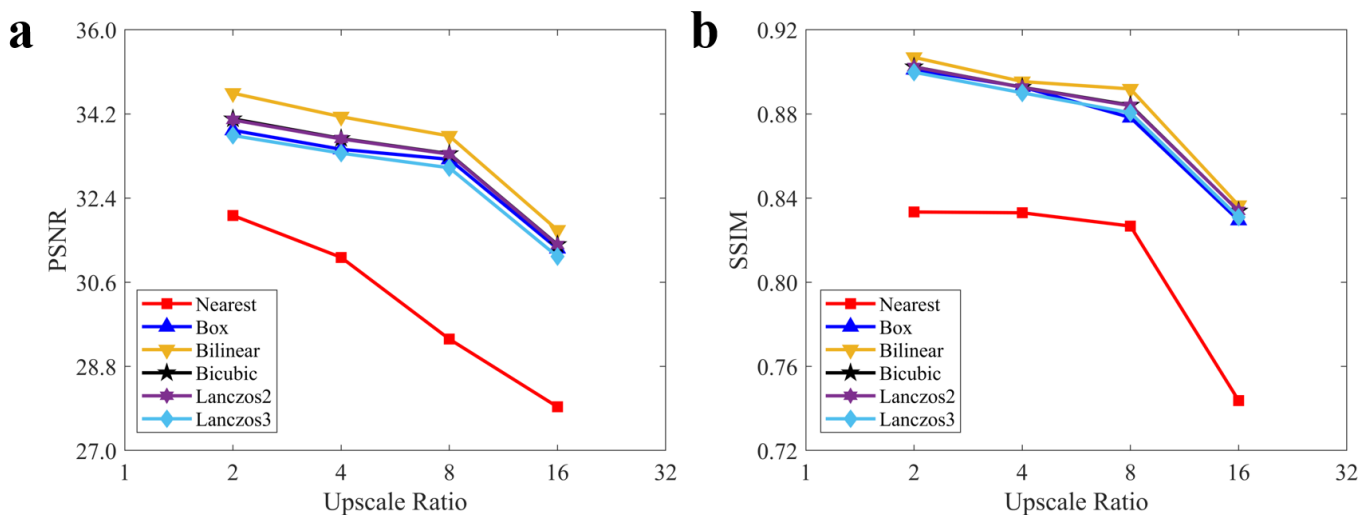 a
36.0
34.2
32.4
30.6
28.8
27.0
PSNR
Nearest
Box
Bilinear
Bicubic
Lanczos2
Lanczos3
1 2 4 8 16 32
Upscale Ratio
b
0.92
0.88
0.84
0.80
0.76
0.72
SSIM
Nearest
Box
Bilinear
Bicubic
Lanczos2
Lanczos3
1 2 4 8 16 32
Upscale Ratio